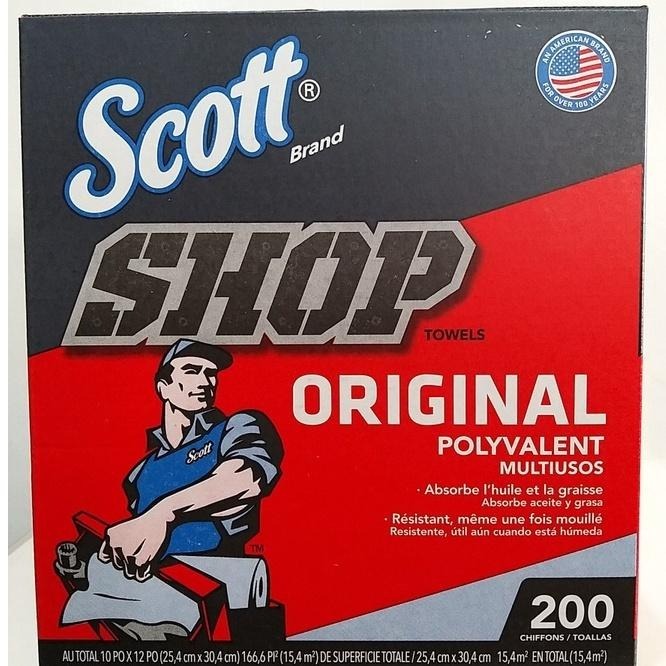 Scott®
Brand
AN AMERICAN BRAND
FOR OVER 100 YEARS
SHOP
TOWELS
ORIGINAL
POLYVALENT
MULTIUSOS
· Absorbe l'huile et la graisse
Absorbe aceite y grasa
· Résistant, même une fois mouillé
Resistente, útil aún cuando está húmeda
Scott
TM
200
CHIFFONS / TOALLAS
AU TOTAL 10 PO X 12 PO (25,4 cm x 30,4 cm) 166,6 PI² (15,4 m²) DE SUPERFICIE TOTALE / 25,4 cm x 30,4 cm 15,4 m² EN TOTAL (15,4 m²)